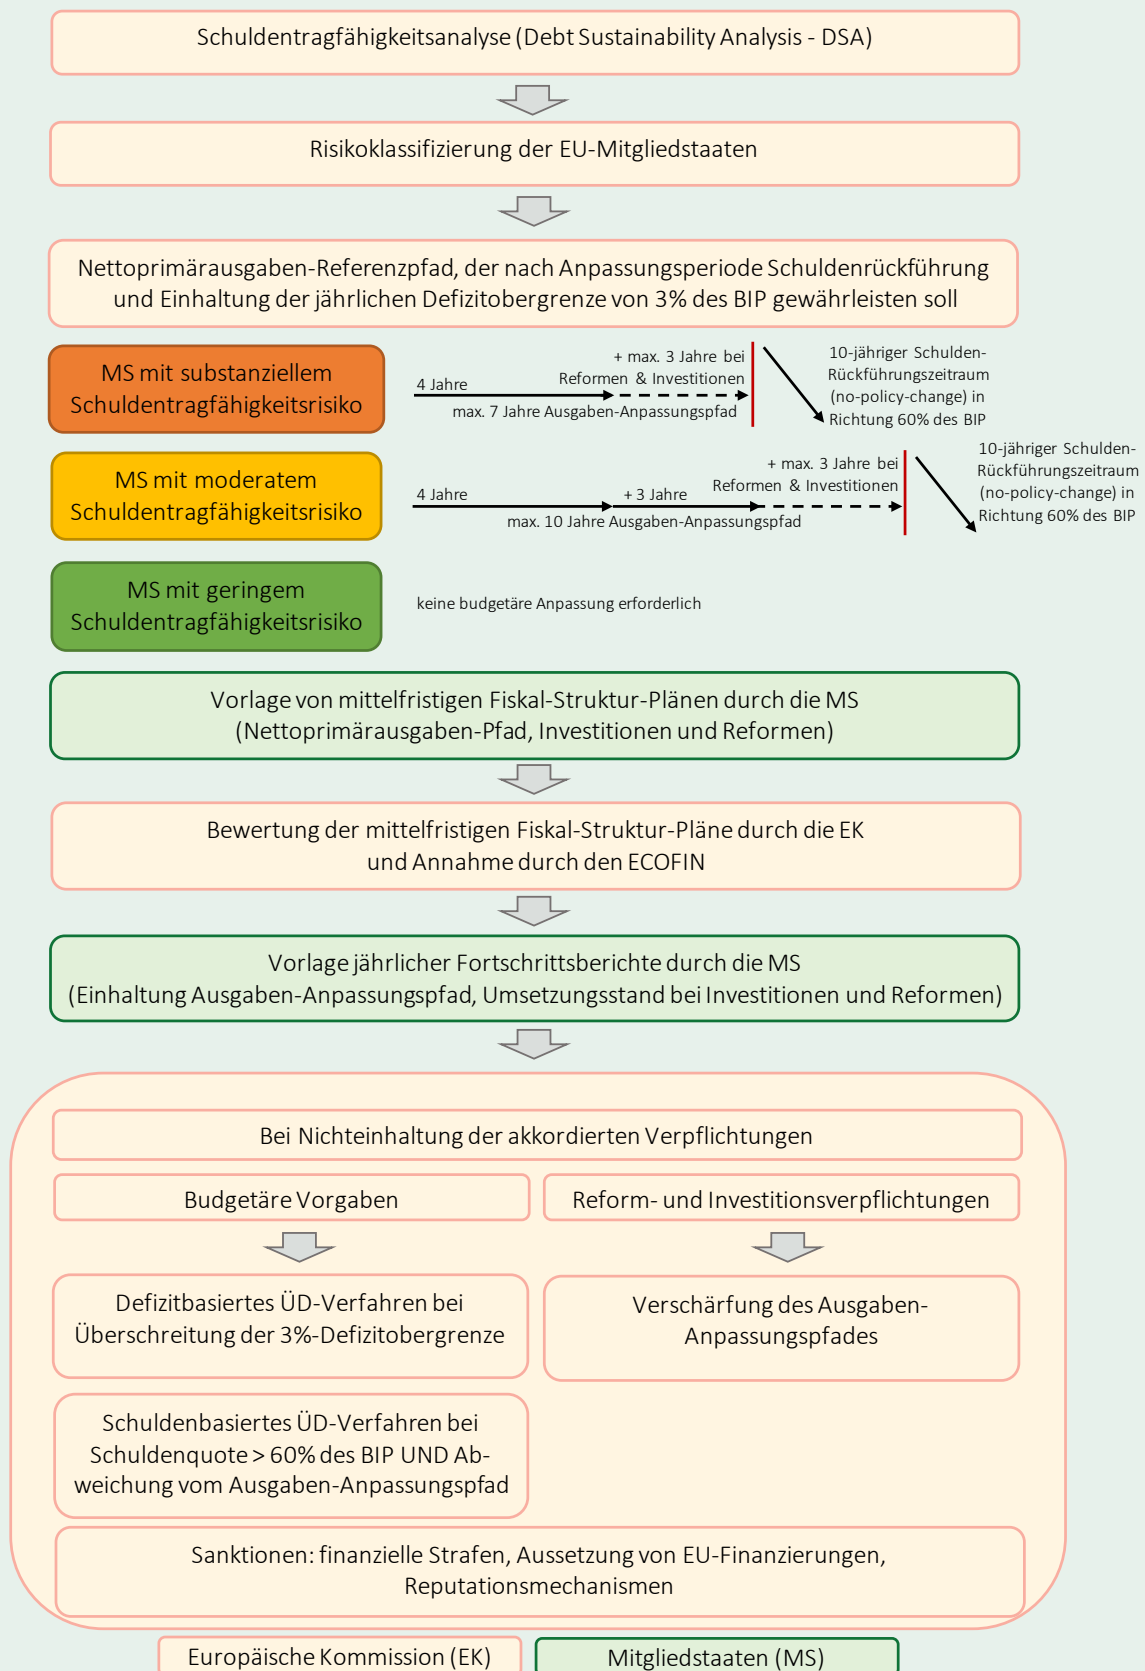 Schuldentragfähigkeitsanalyse (Debt Sustainability Analysis - DSA)
Risikoklassifizierung der EU-Mitgliedstaaten
Nettoprimärausgaben-Referenzpfad, der nach Anpassungsperiode Schuldenrückführung
und Einhaltung der jährlichen Defizitobergrenze von 3% des BIP gewährleisten soll
MS mit substanziellem
Schuldentragfähigkeitsrisiko
4 Jahre
+ max. 3 Jahre bei
Reformen & Investitionen
max. 7 Jahre Ausgaben-Anpassungspfad
10-jähriger Schulden-
Rückführungszeitraum
(no-policy-change) in
Richtung 60% des BIP
MS mit moderatem
Schuldentragfähigkeitsrisiko
4 Jahre
+ 3 Jahre
+ max. 3 Jahre bei
Reformen & Investitionen
max. 10 Jahre Ausgaben-Anpassungspfad
10-jähriger Schulden-
Rückführungszeitraum
(no-policy-change) in
Richtung 60% des BIP
MS mit geringem
Schuldentragfähigkeitsrisiko
keine budgetäre Anpassung erforderlich
Vorlage von mittelfristigen Fiskal-Struktur-Plänen durch die MS
(Nettoprimärausgaben-Pfad, Investitionen und Reformen)
Bewertung der mittelfristigen Fiskal-Struktur-Pläne durch die EK
und Annahme durch den ECOFIN
Vorlage jährlicher Fortschrittsberichte durch die MS
(Einhaltung Ausgaben-Anpassungspfad, Umsetzungsstand bei Investitionen und Reformen)
Bei Nichteinhaltung der akkordierten Verpflichtungen
Budgetäre Vorgaben
Reform- und Investitionsverpflichtungen
Defizitbasiertes ÜD-Verfahren bei
Überschreitung der 3%-Defizitobergrenze
Verschärfung des Ausgaben-
Anpassungspfades
Schuldenbasiertes ÜD-Verfahren bei
Schuldenquote > 60% des BIP UND Ab-
weichung vom Ausgaben-Anpassungspfad
Sanktionen: finanzielle Strafen, Aussetzung von EU-Finanzierungen,
Reputationsmechanismen
Europäische Kommission (EK)
Mitgliedstaaten (MS)